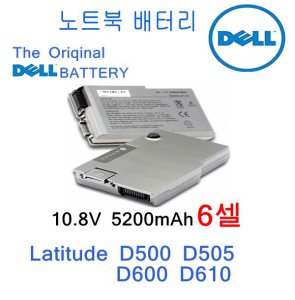 노트북 배터리
DELL
The Original
DELL BATTERY
10.8V 5200mAh 6셀
Latitude D500 D505
D600 D610